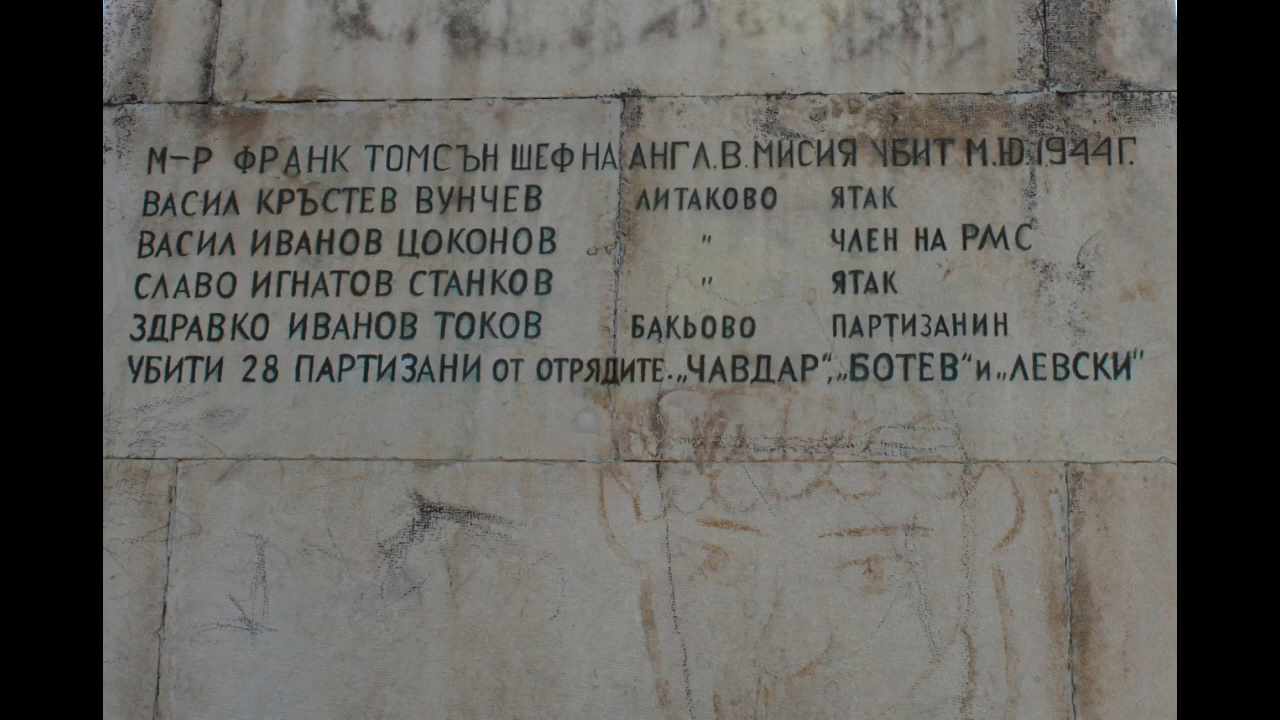 М-Р ФРАНК ТОМСЪН ШЕФ НА АНГЛ.В.МИСИЯ УБИТ М.Ю.1944Г.
ВАСИЛ КРЪСТЕВ ВУНЧЕВ ЛИТАКОВО ЯТАК
ВАСИЛ ИВАНОВ ЦОКОНОВ " ЧЛЕН НА РМС
СЛАВО ИГНАТОВ СТАНКОВ " ЯТАК
ЗДРАВКО ИВАНОВ ТОКОВ БАКЬОВО ПАРТИЗАНИН
УБИТИ 28 ПАРТИЗАНИ ОТ ОТРЯДИТЕ.„ЧАВДАР“,„БОТЕВ“ И „ЛЕВСКИ"